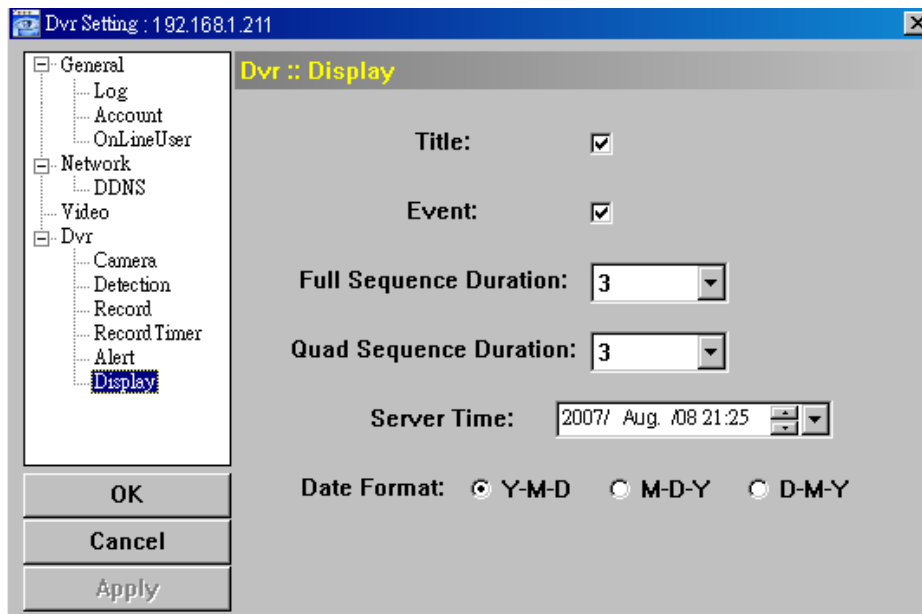 Dvr Setting : 192.168.1.211
General
Log
Account
OnLineUser
Network
DDNS
Video
Dvr
Camera
Detection
Record
Record Timer
Alert
Display
OK
Cancel
Apply
Dvr :: Display
Title:
Event:
Full Sequence Duration: 3
Quad Sequence Duration: 3
Server Time: 2007/ Aug. /08 21:25
Date Format: Y-M-D M-D-Y D-M-Y